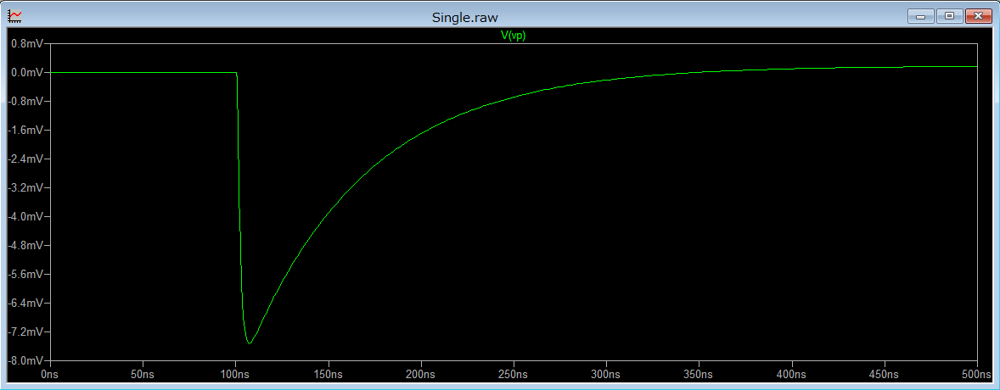 Single.raw
V(vp)
0.8mV
0.0mV
-0.8mV
-1.6mV
-2.4mV
-3.2mV
-4.0mV
-4.8mV
-5.6mV
-6.4mV
-7.2mV
-8.0mV
0ns 50ns 100ns 150ns 200ns 250ns 300ns 350ns 400ns 450ns 500ns